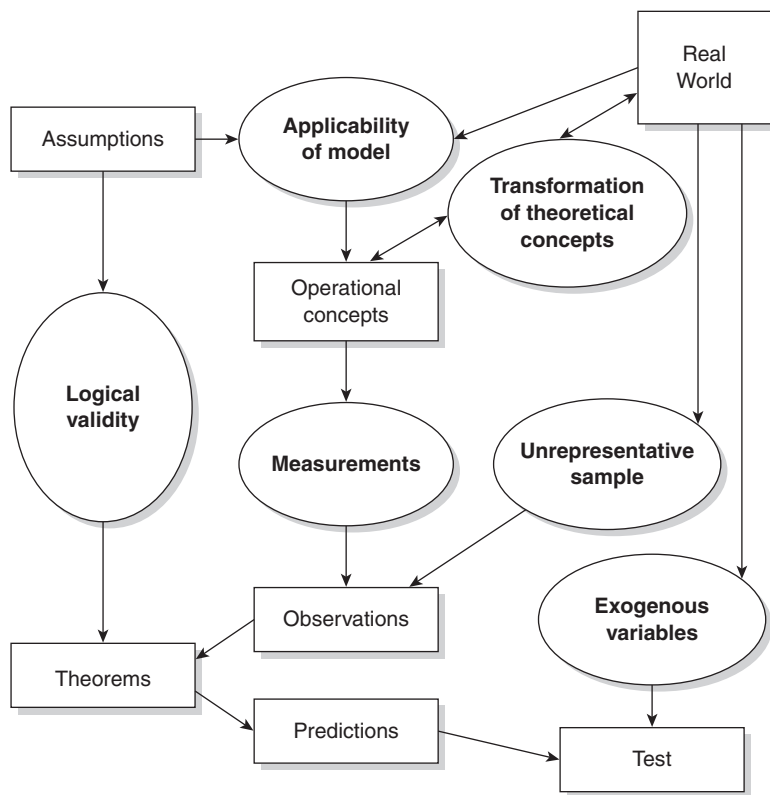 Real
World
Assumptions
Applicability
of model
Transformation
of theoretical
concepts
Operational
concepts
Logical
validity
Measurements
Unrepresentative
sample
Observations
Exogenous
variables
Theorems
Predictions
Test